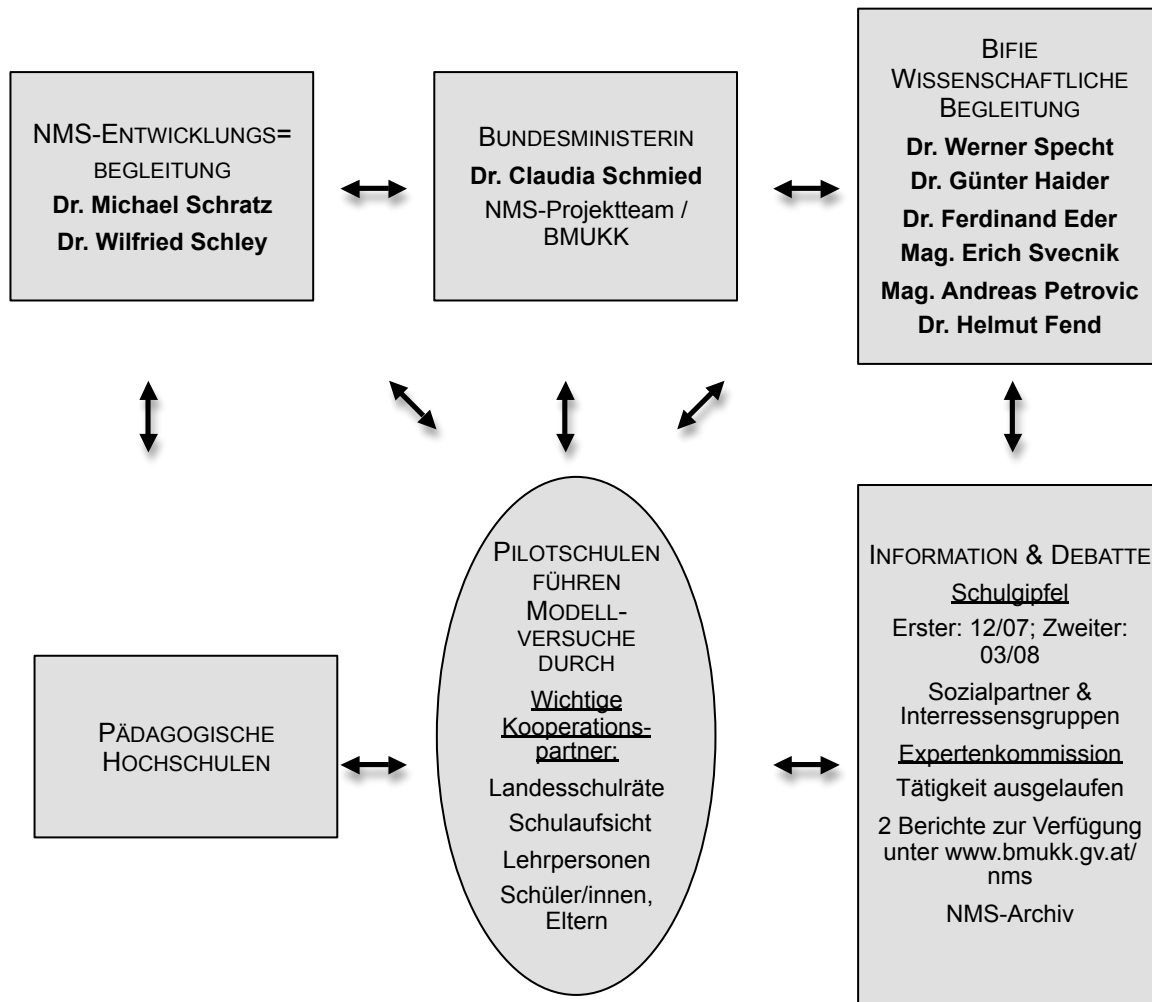 NMS-ENTWICKLUNGS=
BEGLEITUNG
Dr. Michael Schratz
Dr. Wilfried Schley
BUNDESMINISTERIN
Dr. Claudia Schmied
NMS-Projektteam /
BMUKK
BIFIE
WISSENSCHAFTLICHE
BEGLEITUNG
Dr. Werner Specht
Dr. Günter Haider
Dr. Ferdinand Eder
Mag. Erich Svecnik
Mag. Andreas Petrovic
Dr. Helmut Fend
PÄDAGOGISCHE
HOCHSCHULEN
PILOTSCHULEN
FÜHREN
MODELL-
VERSUCHE
DURCH
Wichtige
Kooperations-
partner:
Landesschulräte
Schulaufsicht
Lehrpersonen
Schüler/innen,
Eltern
INFORMATION & DEBATTE
Schulgipfel
Erster: 12/07; Zweiter:
03/08
Sozialpartner &
Interressensgruppen
Expertenkommission
Tätigkeit ausgelaufen
2 Berichte zur Verfügung
unter www.bmukk.gv.at/
nms
NMS-Archiv